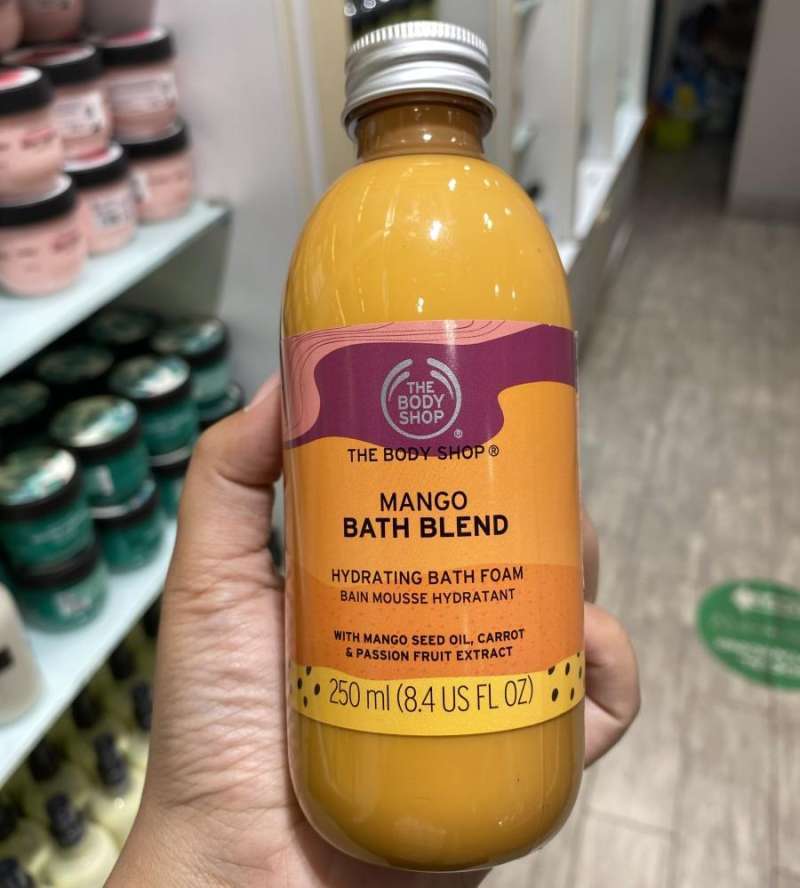 THE
BODY
SHOP
®
THE BODY SHOP ®
MANGO
BATH BLEND
HYDRATING BATH FOAM
BAIN MOUSSE HYDRATANT
WITH MANGO SEED OIL, CARROT
& PASSION FRUIT EXTRACT
250 ml (8.4 US FL OZ)